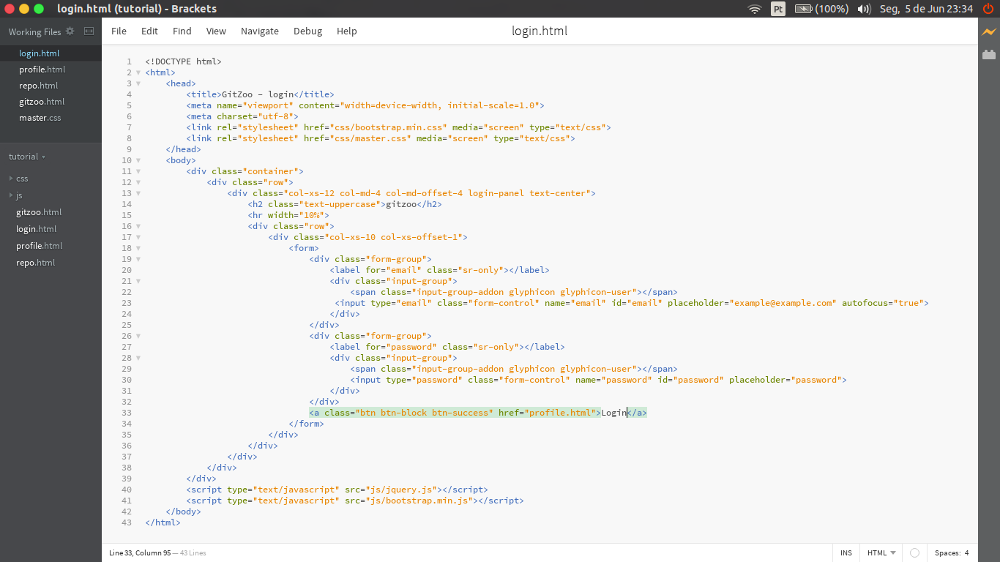 login.html (tutorial) - Brackets
Pt (100%) Seg, 5 de Jun 23:34
Working Files
login.html
profile.html
repo.html
gitzoo.html
master.css
tutorial
css
js
gitzoo.html
login.html
profile.html
repo.html
File Edit Find View Navigate Debug Help
login.html
1 <!DOCTYPE html>
2 <html>
3 <head>
4 <title>GitZoo - login</title>
5 <meta name="viewport" content="width=device-width, initial-scale=1.0">
6 <meta charset="utf-8">
7 <link rel="stylesheet" href="css/bootstrap.min.css" media="screen" type="text/css">
8 <link rel="stylesheet" href="css/master.css" media="screen" type="text/css">
9 </head>
10 <body>
11 <div class="container">
12 <div class="row">
13 <div class="col-xs-12 col-md-4 col-md-offset-4 login-panel text-center">
14 <h2 class="text-uppercase">gitzoo</h2>
15 <hr width="10%">
16 <div class="row">
17 <div class="col-xs-10 col-xs-offset-1">
18 <form>
19 <div class="form-group">
20 <label for="email" class="sr-only"></label>
21 <div class="input-group">
22 <span class="input-group-addon glyphicon glyphicon-user"></span>
23 <input type="email" class="form-control" name="email" id="email" placeholder="example@example.com" autofocus="true">
24 </div>
25 </div>
26 <div class="form-group">
27 <label for="password" class="sr-only"></label>
28 <div class="input-group">
29 <span class="input-group-addon glyphicon glyphicon-user"></span>
30 <input type="password" class="form-control" name="password" id="password" placeholder="password">
31 </div>
32 </div>
33 <a class="btn btn-block btn-success" href="profile.html">Login</a>
34 </form>
35 </div>
36 </div>
37 </div>
38 </div>
39 </div>
40 <script type="text/javascript" src="js/jquery.js"></script>
41 <script type="text/javascript" src="js/bootstrap.min.js"></script>
42 </body>
43 </html>
Line 33, Column 95 — 43 Lines
INS HTML Spaces: 4